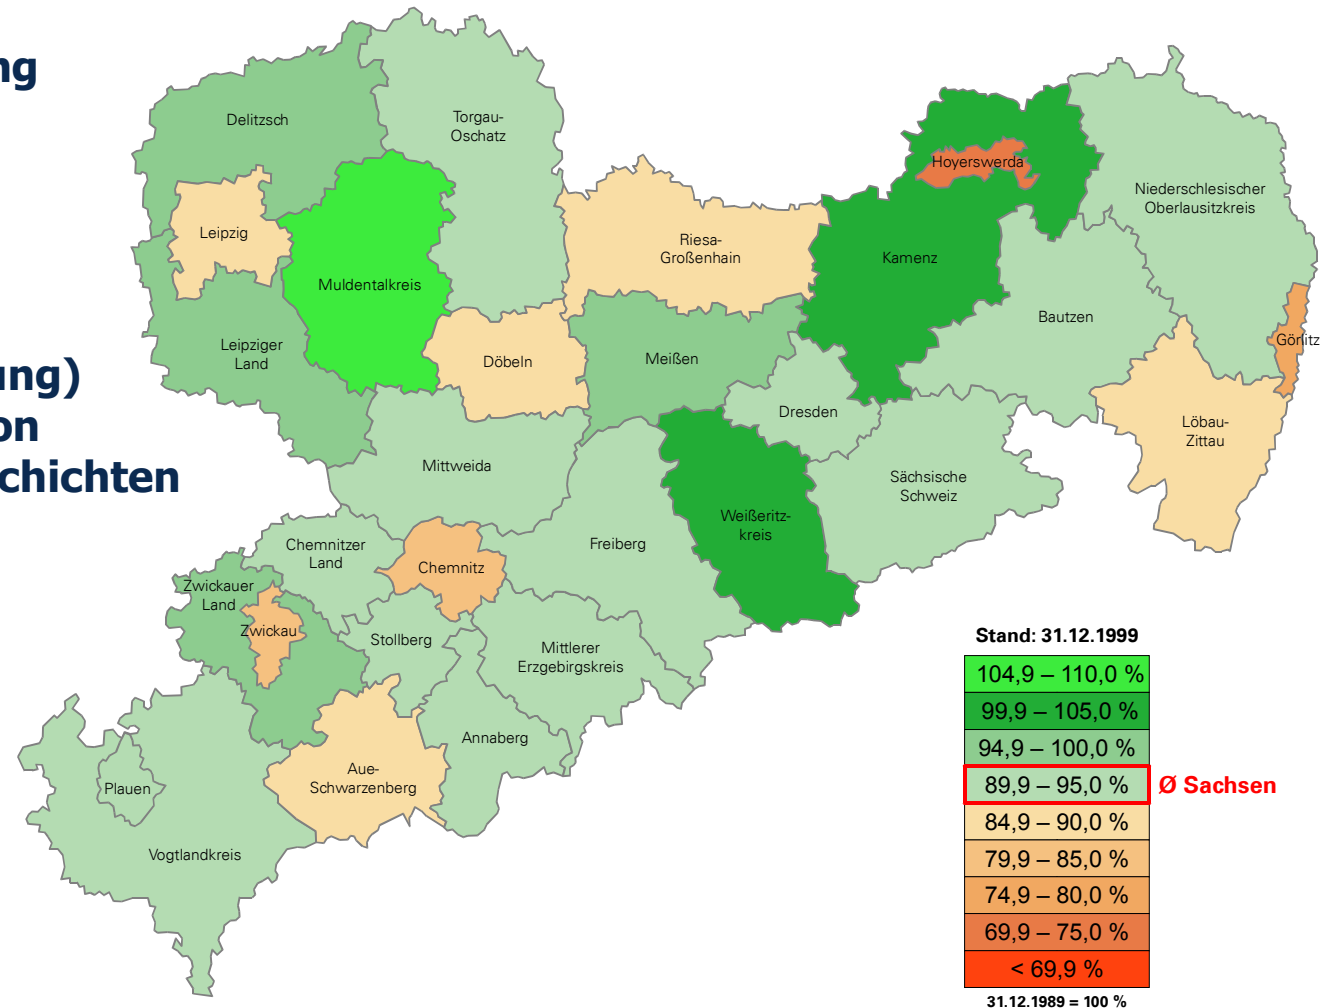 ng
ung)
on
chichten
Delitzsch
Torgau-
Oschatz
Hoyerswerda
Niederschlesischer
Oberlausitzkreis
Leipzig
Riesa-
Großenhain
Kamenz
Muldentalkreis
Bautzen
Görlitz
Leipziger
Land
Döbeln
Meißen
Dresden
Löbau-
Zittau
Mittweida
Sächsische
Schweiz
Weißeritz-
kreis
Chemnitzer
Land
Freiberg
Chemnitz
Zwickauer
Land
Zwickau
Stollberg
Mittlerer
Erzgebirgskreis
Annaberg
Aue-
Schwarzenberg
Plauen
Vogtlandkreis
Stand: 31.12.1999
104,9 – 110,0 %
99,9 – 105,0 %
94,9 – 100,0 %
89,9 – 95,0 % Ø Sachsen
84,9 – 90,0 %
79,9 – 85,0 %
74,9 – 80,0 %
69,9 – 75,0 %
< 69,9 %
31.12.1989 = 100 %